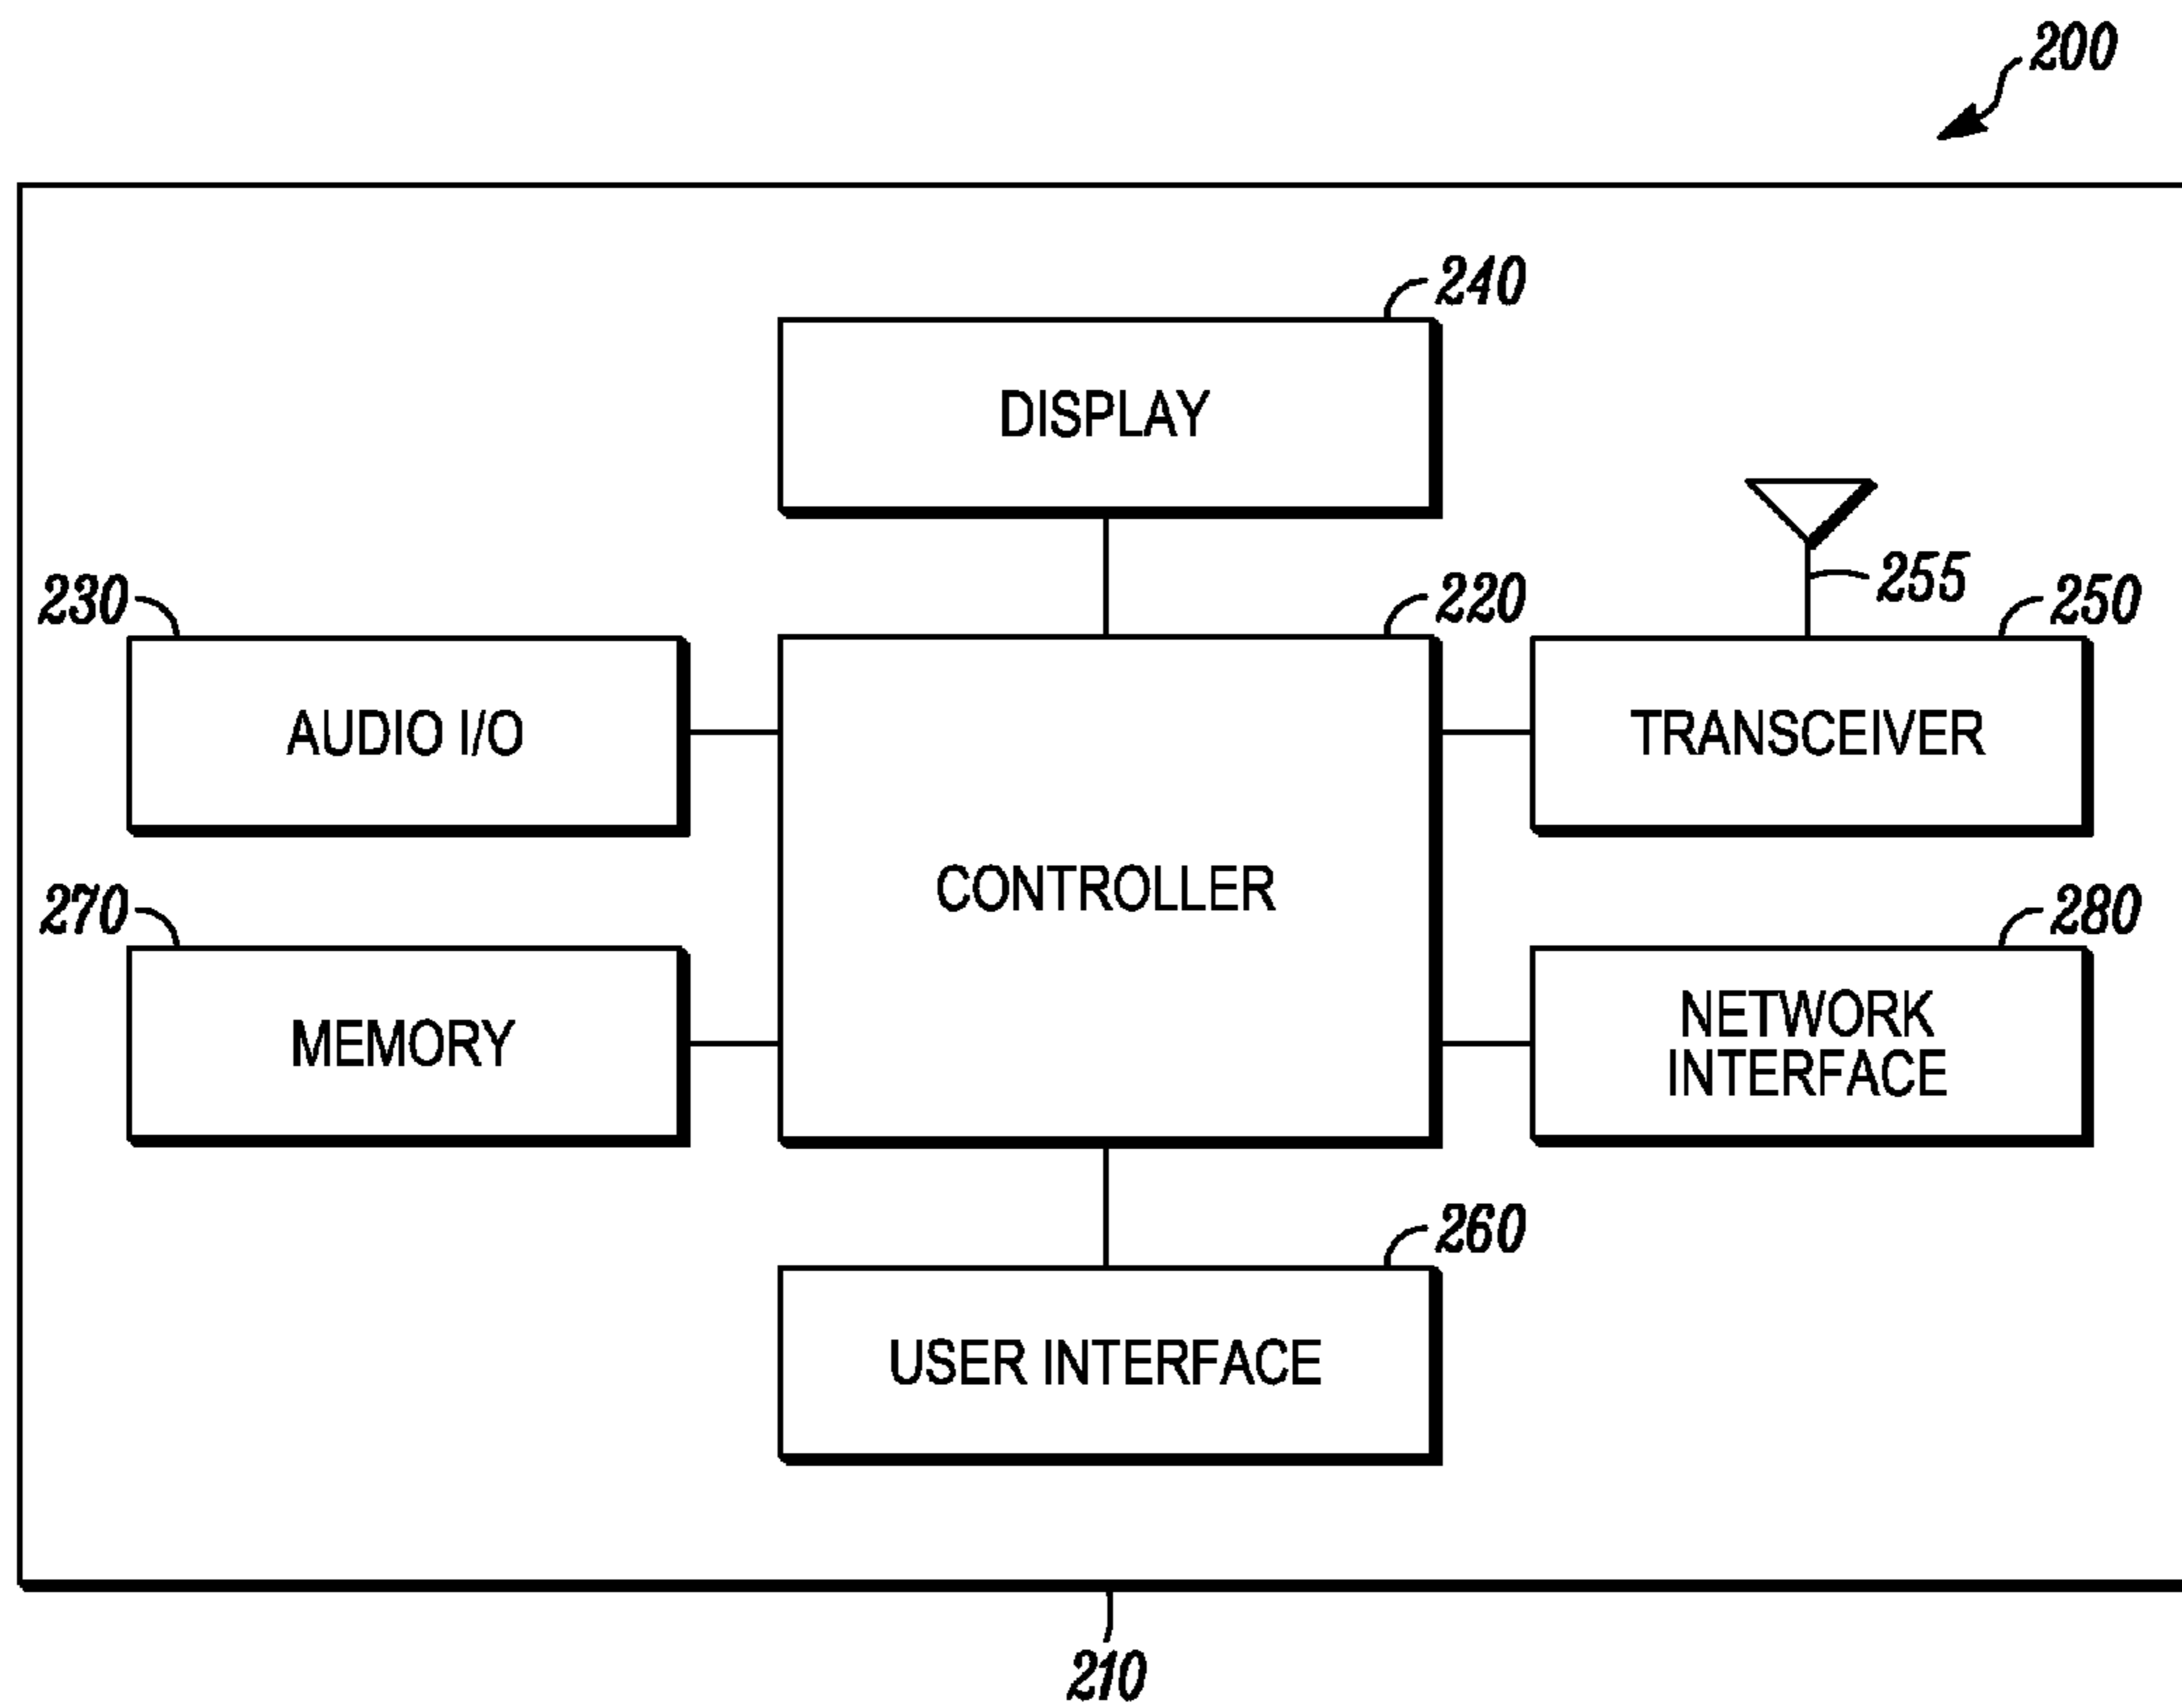 200
240
DISPLAY
255
230
220
250
AUDIO I/O
TRANSCEIVER
CONTROLLER
270
280
MEMORY
NETWORK
INTERFACE
260
USER INTERFACE
210